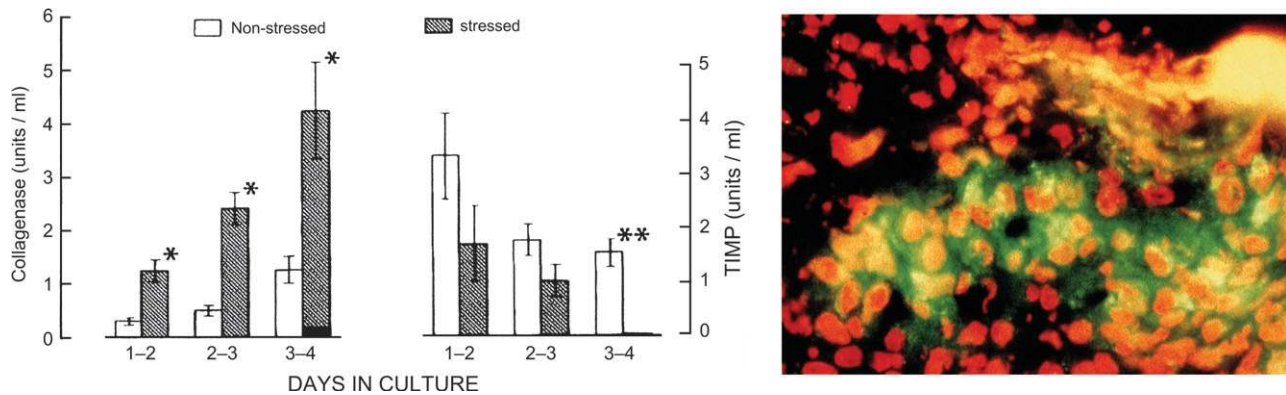 Non-stressed stressed
Collagenase (units / ml)
6
5
4
3
2
1
0
*
*
*
1–2 2–3 3–4
**
1–2 2–3 3–4
5
4
3
2
1
0
TIMP (units / ml)
DAYS IN CULTURE